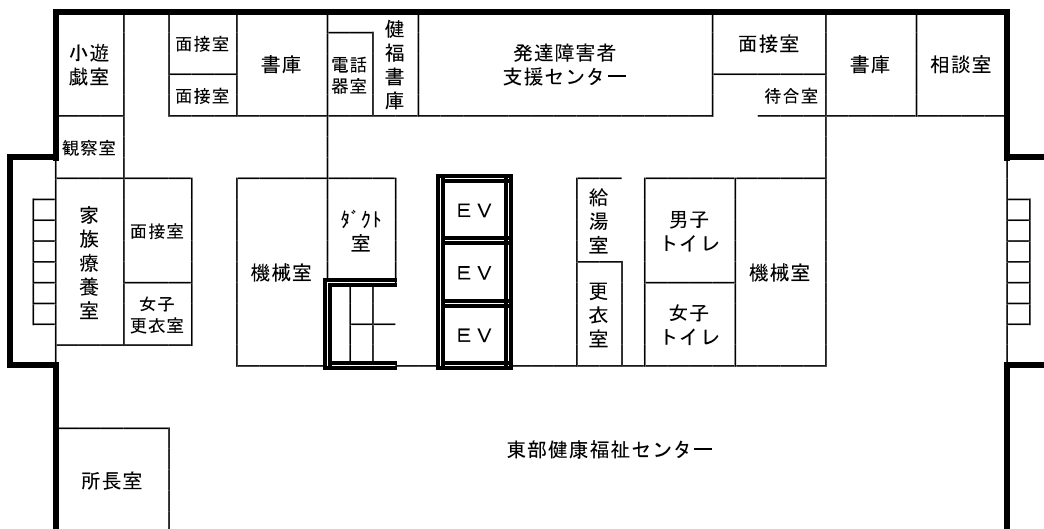 小遊
戯室
面接室
面接室
書庫
電話
器室
健福書庫
発達障害者
支援センター
面接室
待合室
書庫
相談室
観察室
家族療養室
面接室
女子
更衣室
機械室
ダクト
室
EV
EV
EV
給湯室
更衣室
男子
トイレ
女子
トイレ
機械室
東部健康福祉センター
所長室